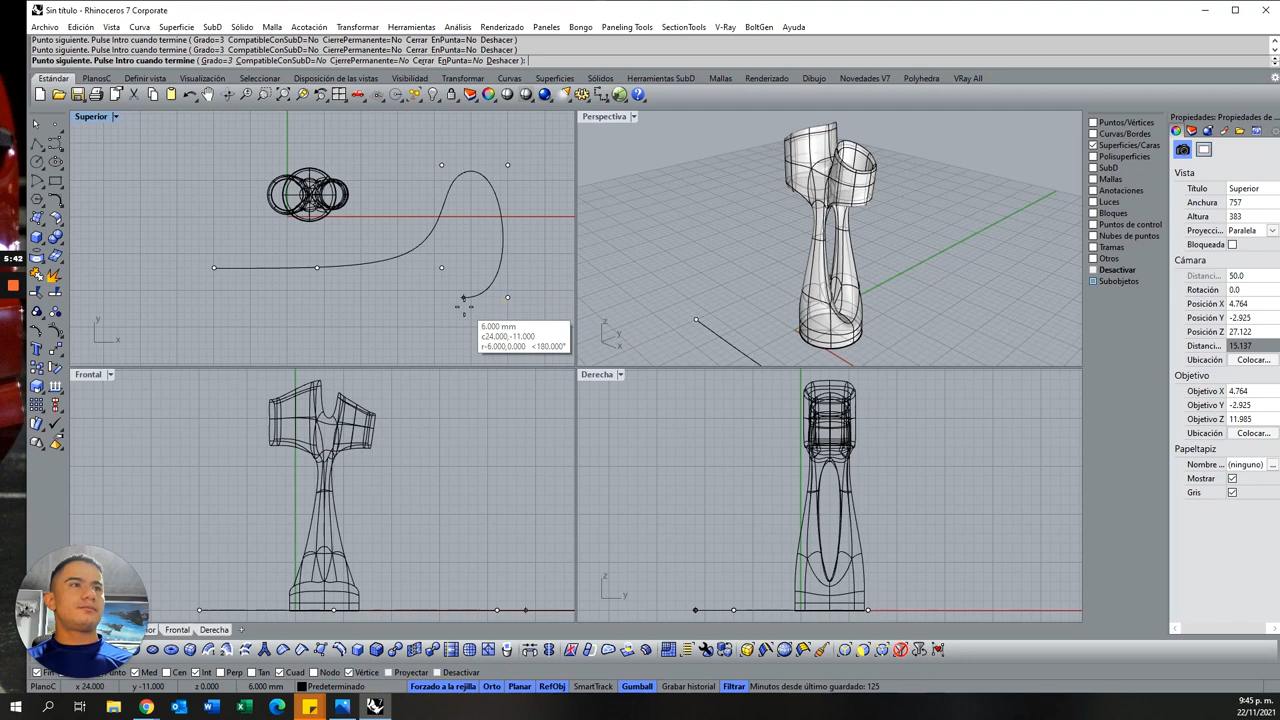 Sin título - Rhinoceros 7 Corporate
Archivo Edición Vista Curva Superficie SubD Sólido Malla Acotación Transformar Herramientas Análisis Renderizado Paneles Bongo Paneling Tools SectionTools V-Ray BoltGen Ayuda
Punto siguiente. Pulse Intro cuando termine ( Grado=3 CompatibleConSubD=No CierrePermanente=No Cerrar EnPunta=No Deshacer )
Punto siguiente. Pulse Intro cuando termine ( Grado=3 CompatibleConSubD=No CierrePermanente=No Cerrar EnPunta=No Deshacer )
Punto siguiente. Pulse Intro cuando termine ( Grado=3 CompatibleConSubD=No CierrePermanente=No Cerrar EnPunta=No Deshacer ):
Estándar PlanosC Definir vista Visualización Seleccionar Disposición de las vistas Visibilidad Transformar Curvas Superficies Sólidos Herramientas SubD Mallas Renderizado Dibujo Novedades V7 Polyhedra VRay All
Superior
Perspectiva
Frontal
Derecha
6.000 mm
c24.000,-11.000
r-6.000,0.000 <180.000°
y
x
z
y
x
z
y
5:42
Puntos/Vértices
Curvas/Bordes
Superficies/Caras
Polisuperficies
SubD
Mallas
Anotaciones
Luces
Bloques
Puntos de control
Nubes de puntos
Tramas
Otros
Desactivar
Subobjetos
Propiedades: Propiedades de
Vista
Título Superior
Anchura 757
Altura 383
Proyecci... Paralela
Bloqueada
Cámara
Distanci... 50.0
Rotación 0.0
Posición X 4.764
Posición Y -2.925
Posición Z 27.122
Distanci... 15.137
Ubicación Colocar...
Objetivo
Objetivo X 4.764
Objetivo Y -2.925
Objetivo Z 11.985
Ubicación Colocar...
Papeltapiz
Nombre ... (ninguno) ...
Mostrar
Gris
Frontal Derecha
Med Cen Int Perp Tan Cuad Nodo Vértice Proyectar Desactivar
PlanoC x 24.000 y -11.000 z 0.000 6.000 mm Predeterminado Forzado a la rejilla Orto Planar RefObj SmartTrack Gumball Grabar historial Filtrar Minutos desde último guardado: 125
9:45 p. m.
22/11/2021